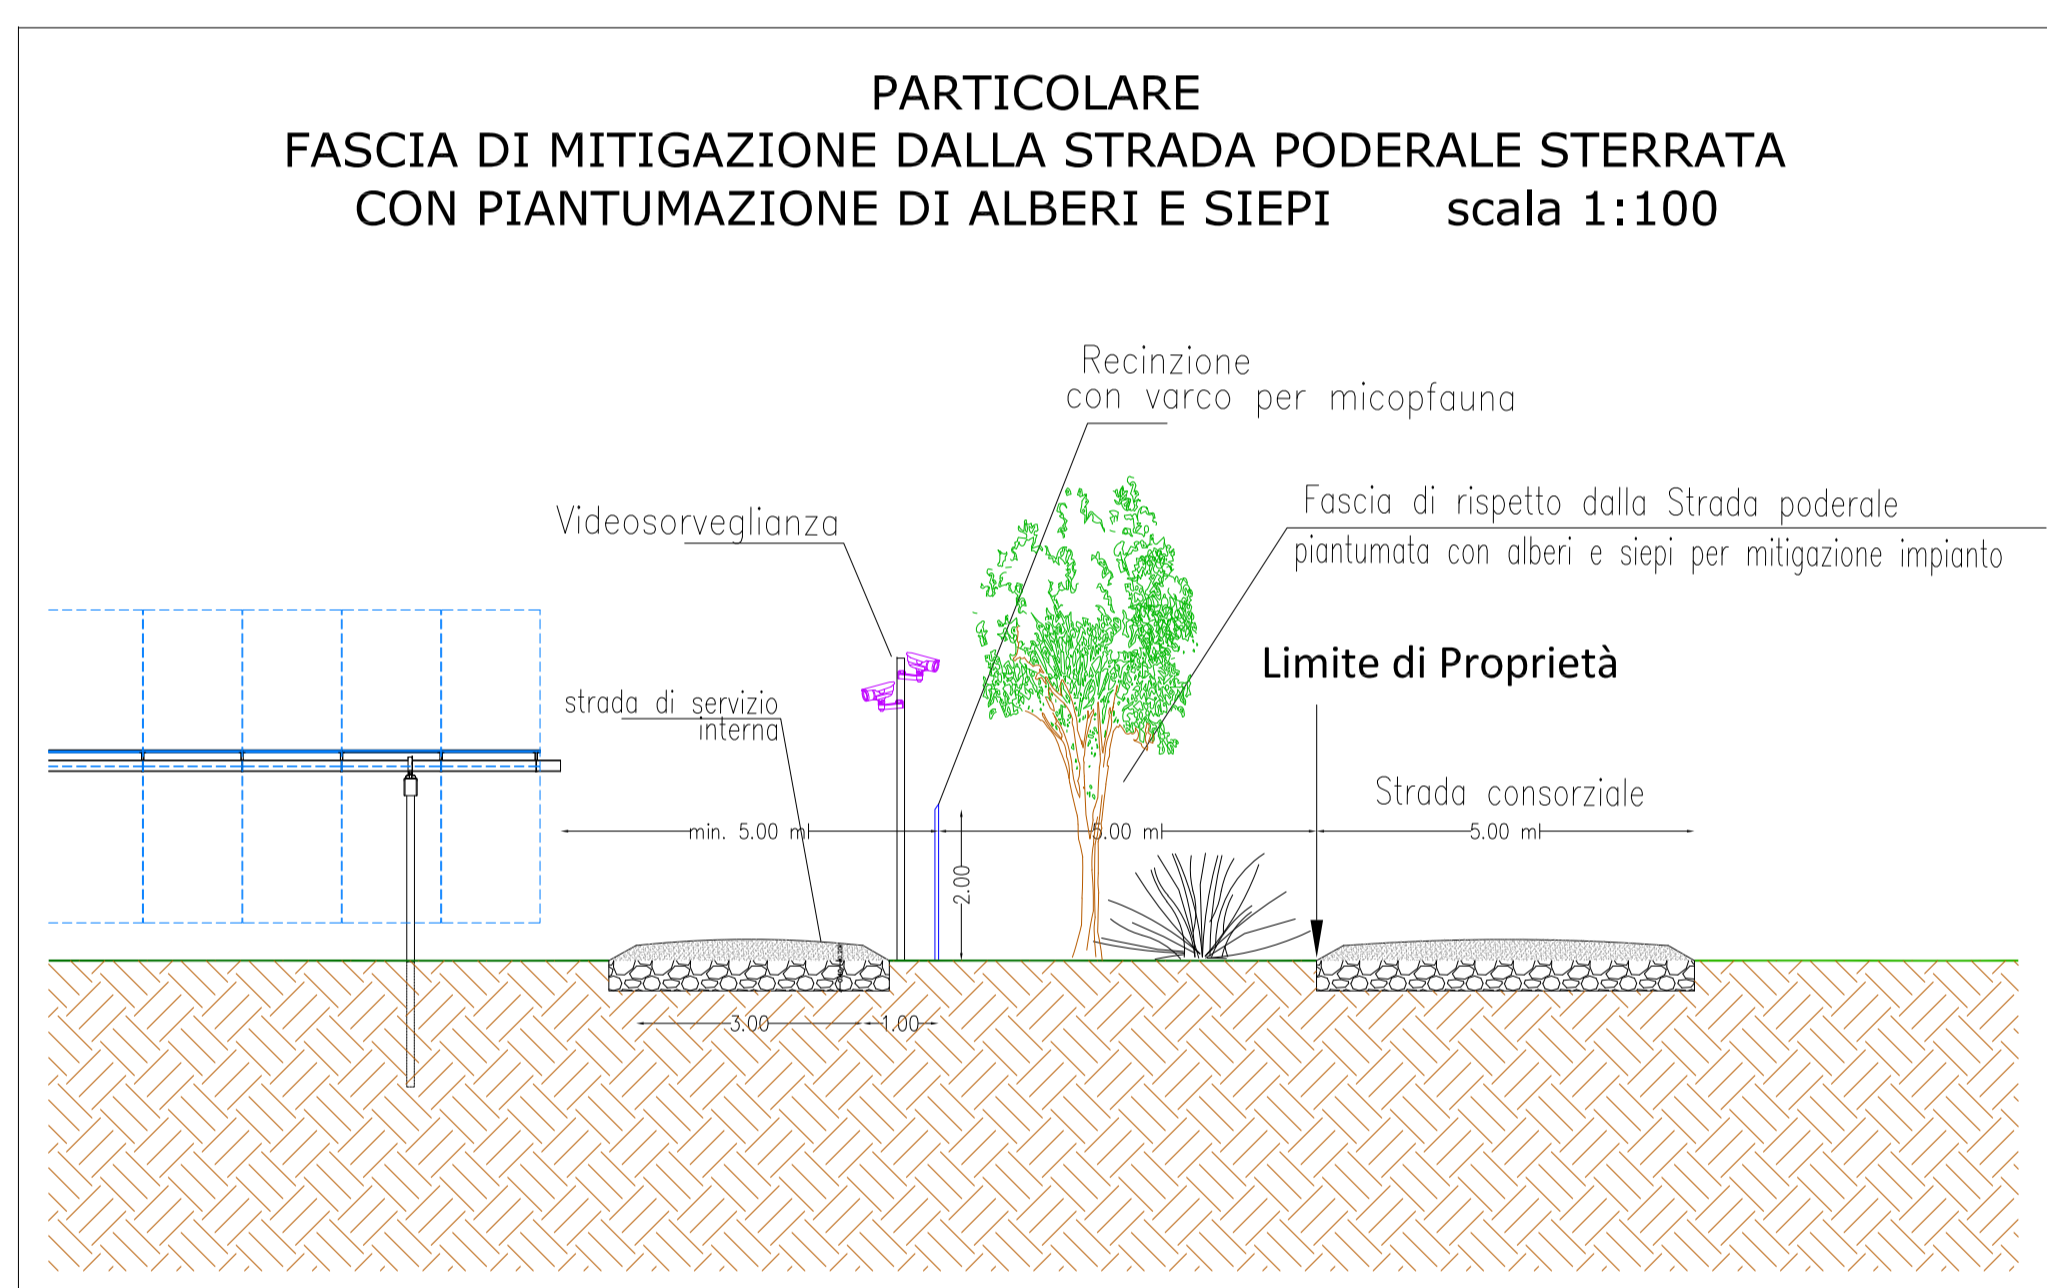 PARTICOLARE
FASCIA DI MITIGAZIONE DALLA STRADA PODERALE STERRATA
CON PIANTUMAZIONE DI ALBERI E SIEPI scala 1:100
Recinzione
con varco per micopfauna
Videosorveglianza
Fascia di rispetto dalla Strada poderale
piantumata con alberi e siepi per mitigazione impianto
Limite di Proprietà
strada di servizio
interna
Strada consorziale
min. 5.00 ml
5.00 ml
5.00 ml
2.00
3.00
1.00